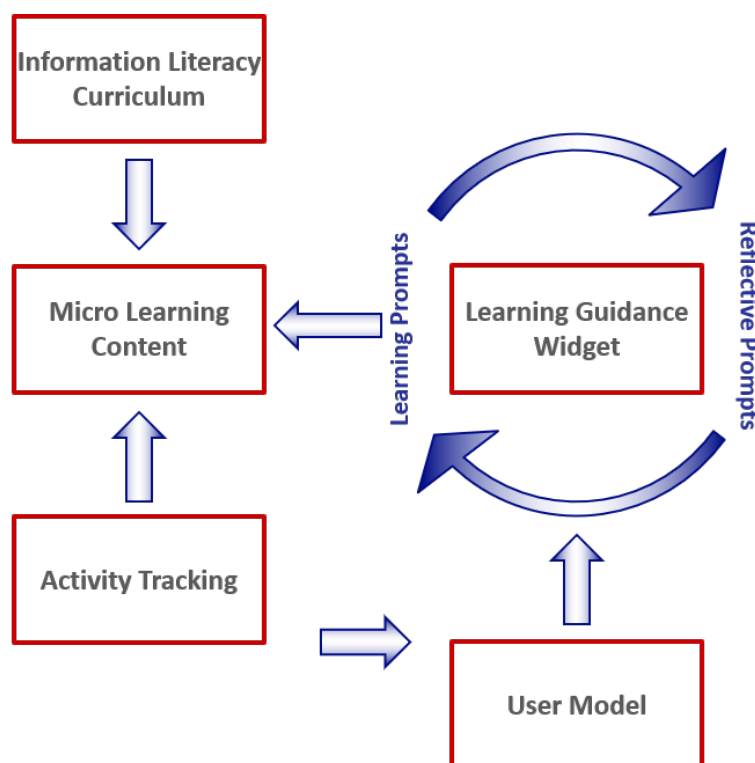 Information Literacy
Curriculum
Micro Learning
Content
Learning Prompts
Learning Guidance
Widget
Reflective Prompts
Activity Tracking
User Model